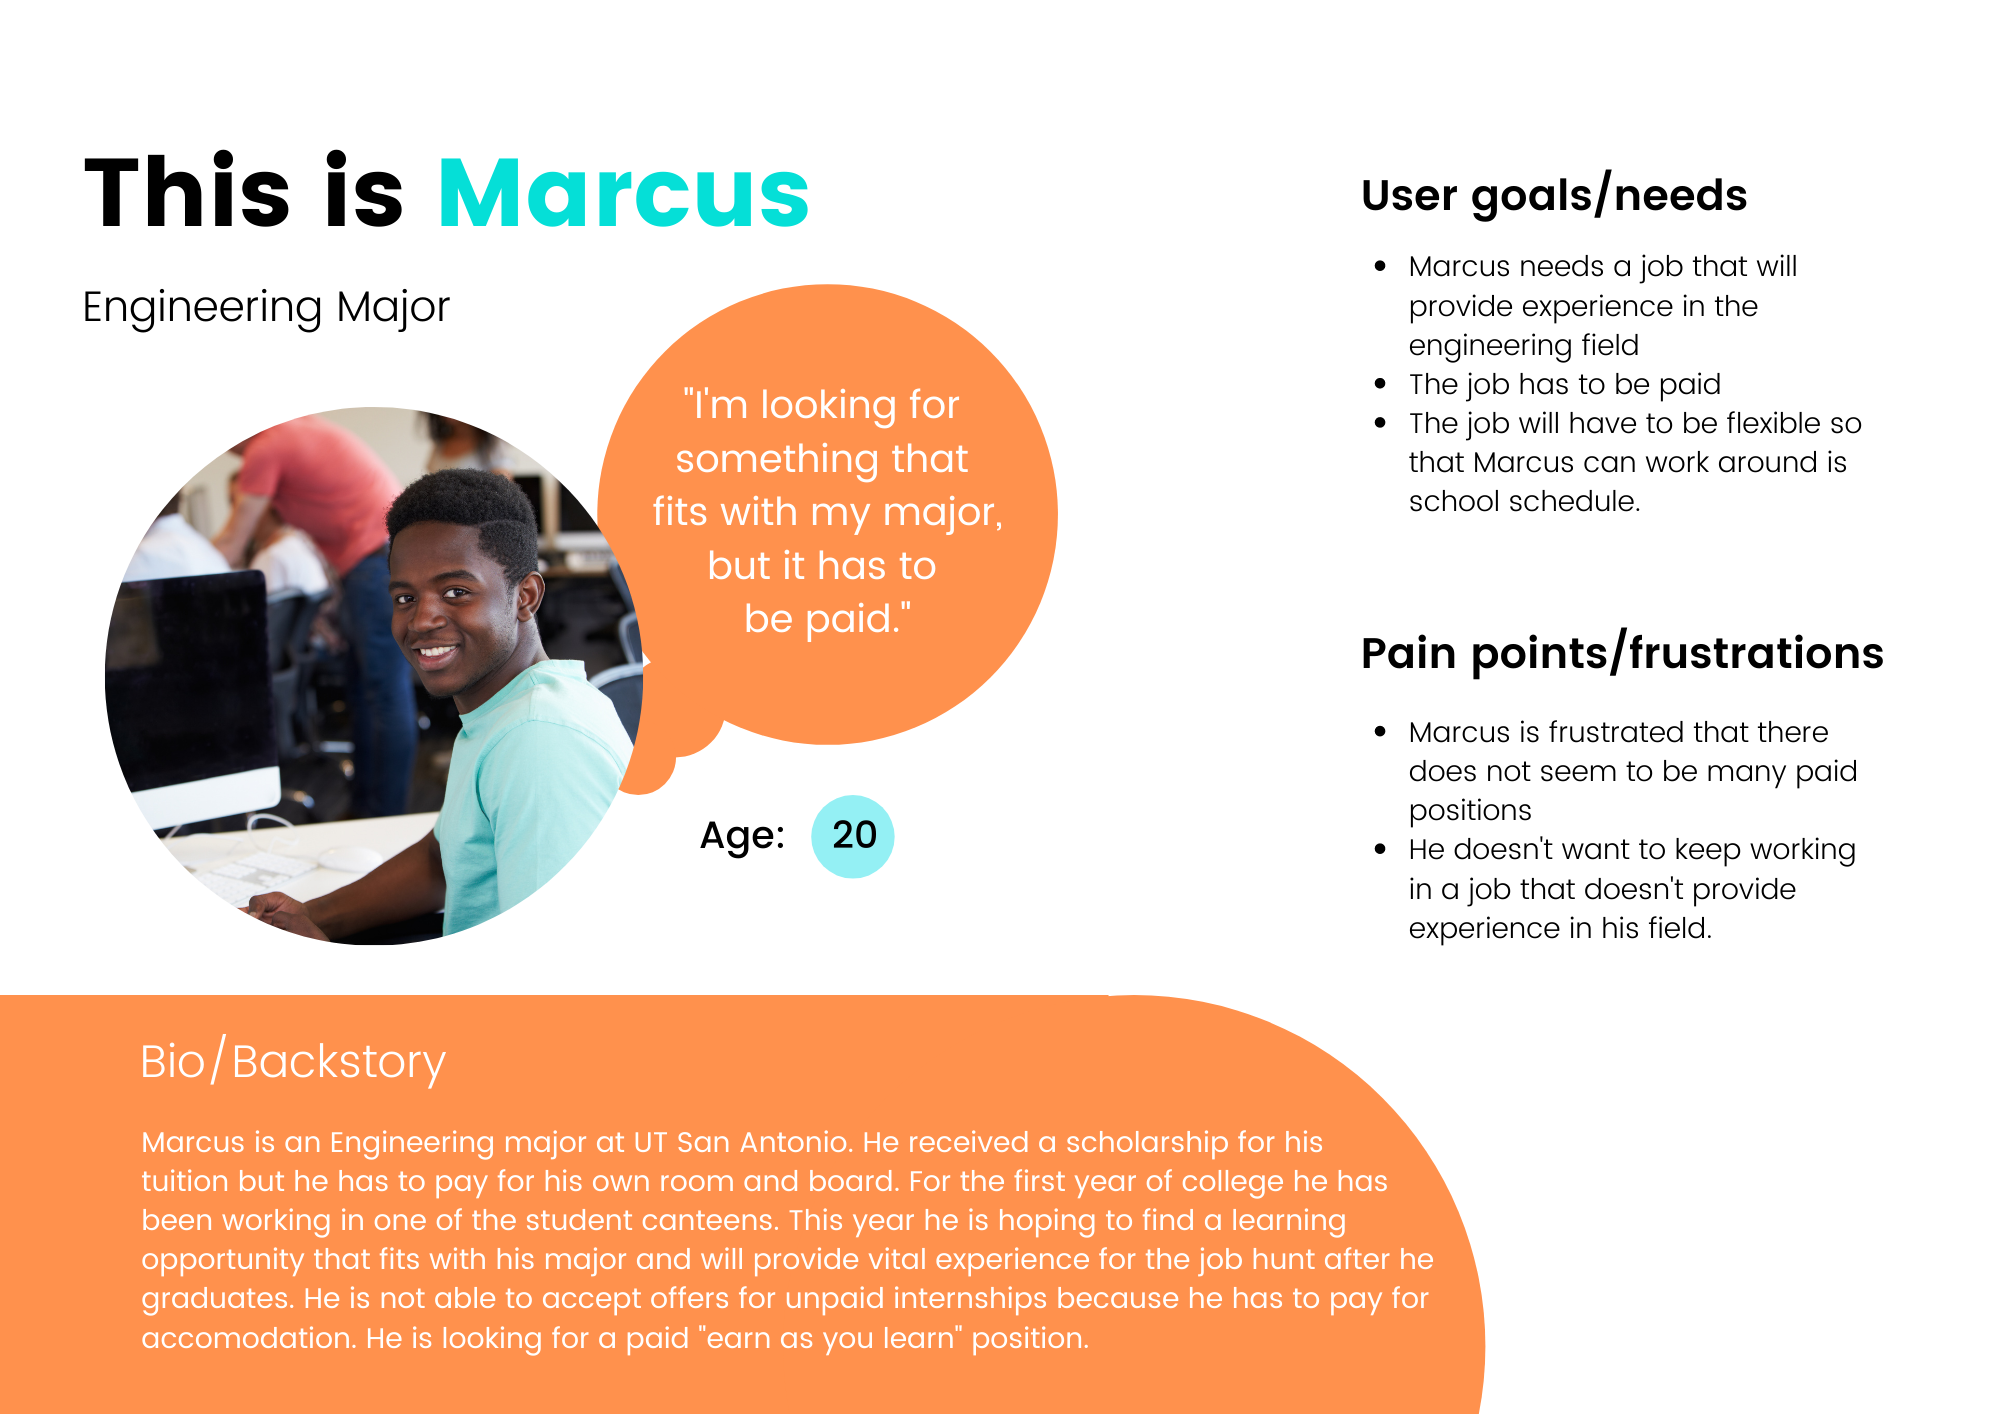 This is Marcus
Engineering Major
"I'm looking for
something that
fits with my major,
but it has to
be paid."
Age: 20
User goals/needs
Marcus needs a job that will
provide experience in the
engineering field
The job has to be paid
The job will have to be flexible so
that Marcus can work around is
school schedule.
Pain points/frustrations
Marcus is frustrated that there
does not seem to be many paid
positions
He doesn't want to keep working
in a job that doesn't provide
experience in his field.
Bio/Backstory
Marcus is an Engineering major at UT San Antonio. He received a scholarship for his
tuition but he has to pay for his own room and board. For the first year of college he has
been working in one of the student canteens. This year he is hoping to find a learning
opportunity that fits with his major and will provide vital experience for the job hunt after he
graduates. He is not able to accept offers for unpaid internships because he has to pay for
accomodation. He is looking for a paid "earn as you learn" position.